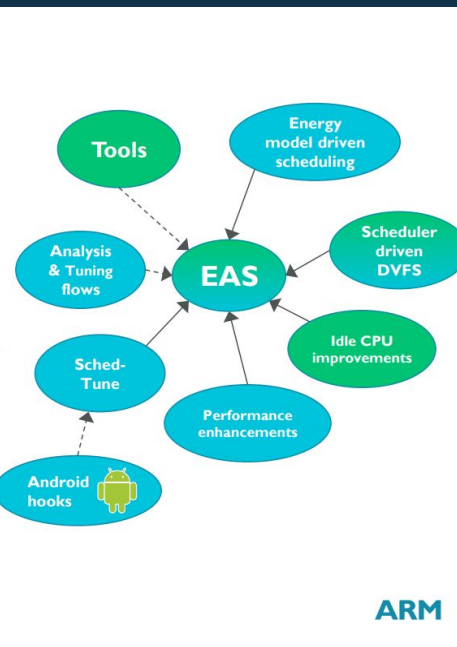 Energy
model driven
scheduling
Tools
Scheduler
driven
DVFS
Analysis
& Tuning
flows
EAS
Idle CPU
improvements
Sched-
Tune
Performance
enhancements
Android
hooks
ARM